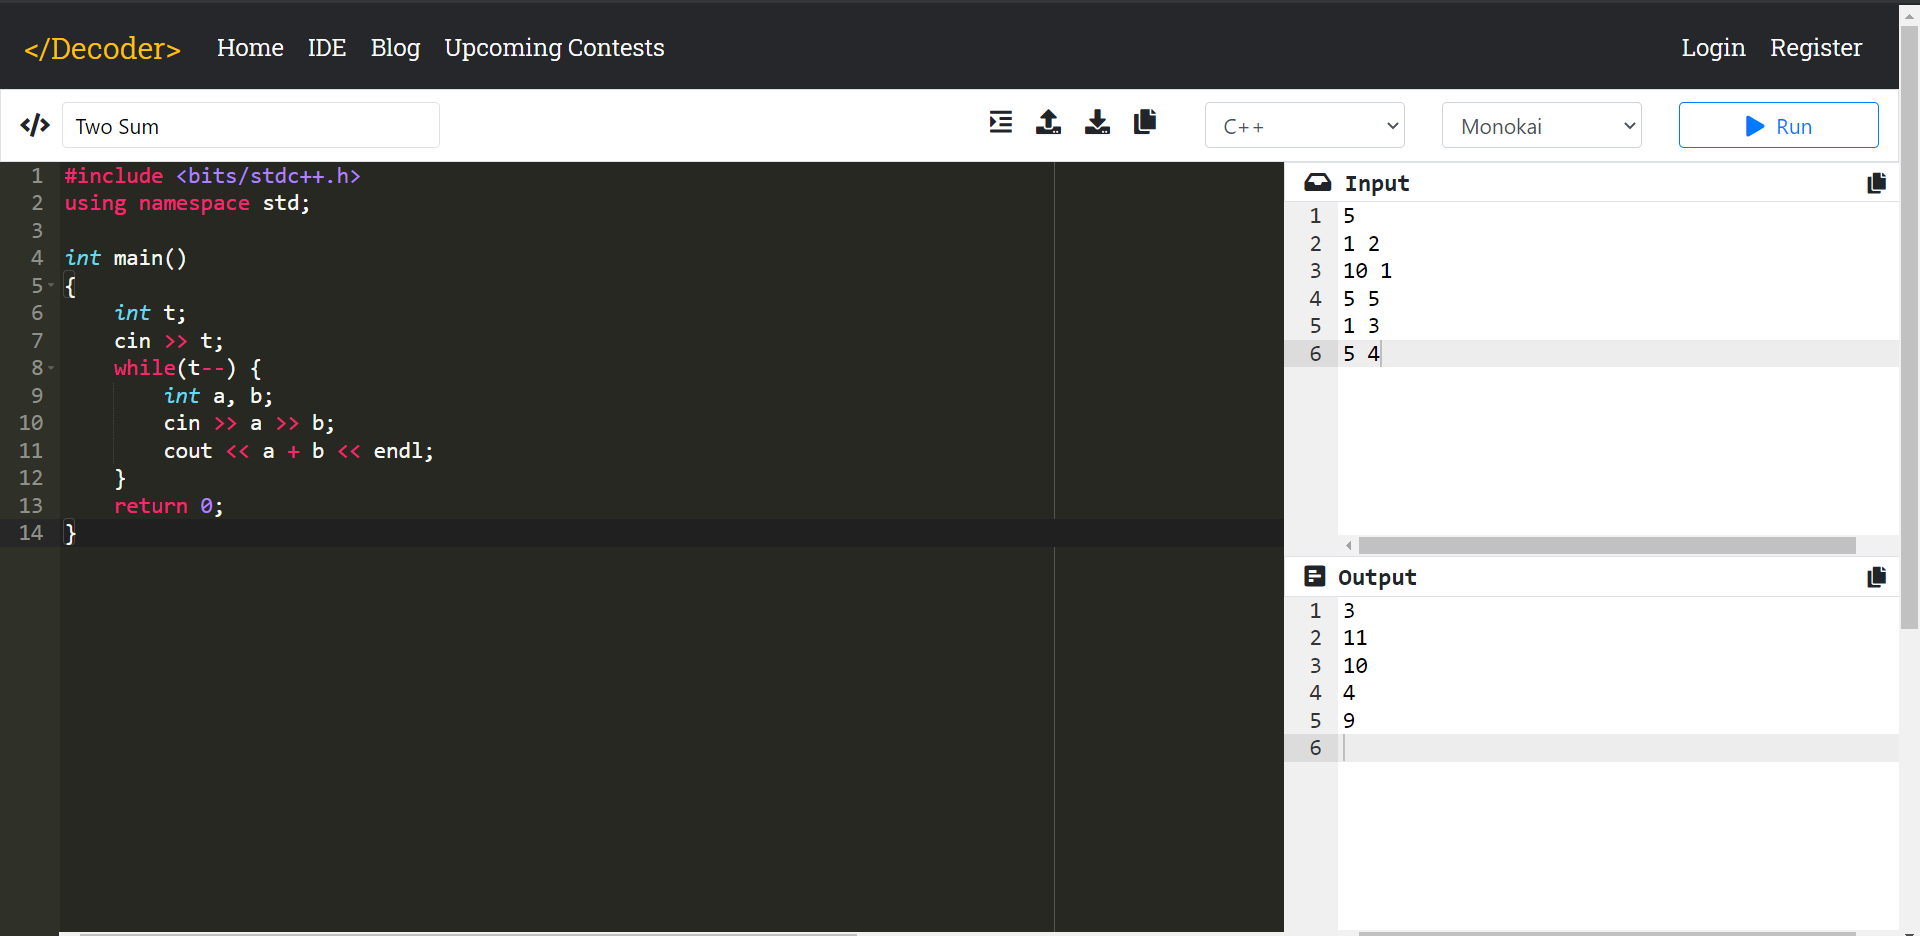 </Decoder> Home IDE Blog Upcoming Contests Login Register
</> Two Sum C++ Monokai Run
1 #include <bits/stdc++.h>
2 using namespace std;
3
4 int main()
5 {
6     int t;
7     cin >> t;
8     while(t--) {
9         int a, b;
10         cin >> a >> b;
11         cout << a + b << endl;
12     }
13     return 0;
14 }
Input
1 5
2 1 2
3 10 1
4 5 5
5 1 3
6 5 4
Output
1 3
2 11
3 10
4 4
5 9
6